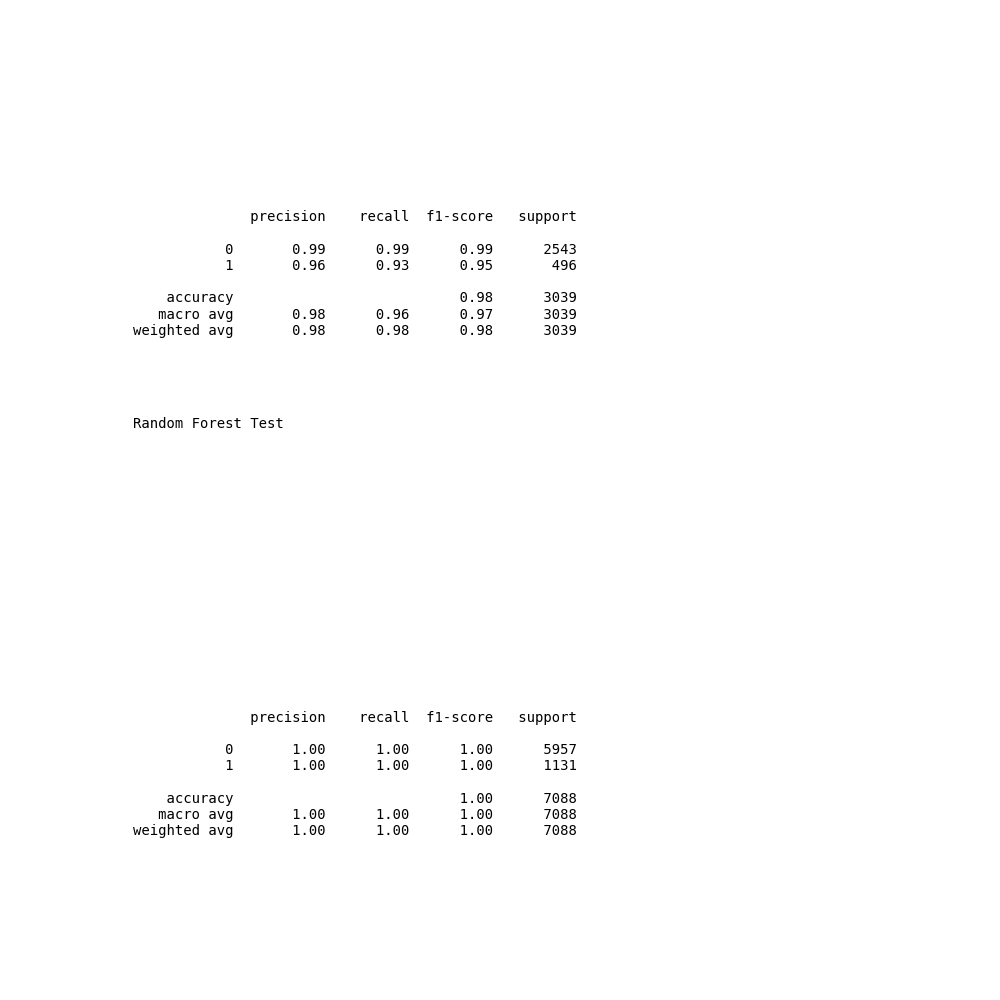 precision recall f1-score support
0 0.99 0.99 0.99 2543
1 0.96 0.93 0.95 496
accuracy 0.98 3039
macro avg 0.98 0.96 0.97 3039
weighted avg 0.98 0.98 0.98 3039
Random Forest Test
precision recall f1-score support
0 1.00 1.00 1.00 5957
1 1.00 1.00 1.00 1131
accuracy 1.00 7088
macro avg 1.00 1.00 1.00 7088
weighted avg 1.00 1.00 1.00 7088